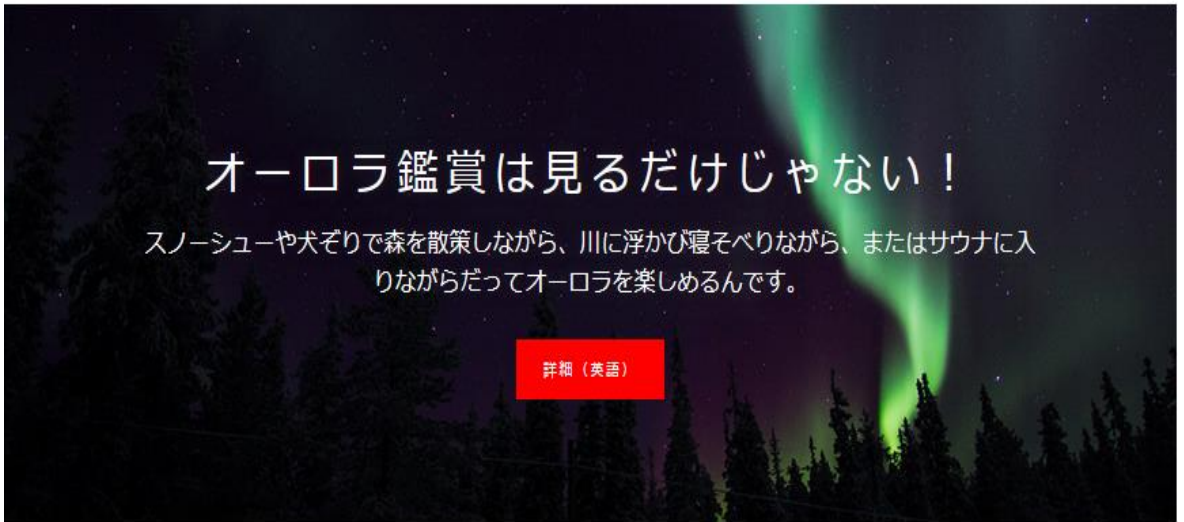 オーロラ鑑賞は見るだけじゃない！
スノーシューや犬ぞりで森を散策しながら、川に浮かび寝そべりながら、またはサウナに入
りながらだってオーロラを楽しめるんです。
詳細（英語）